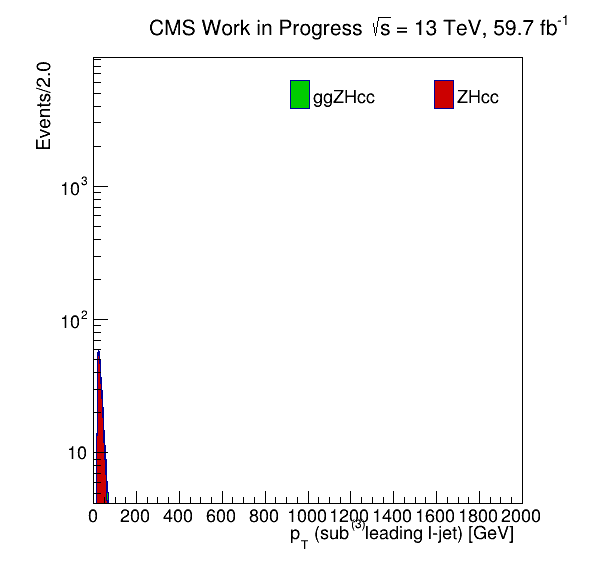 CMS Work in Progress √s = 13 TeV, 59.7 fb⁻¹
Events/2.0
ggZHcc ZHcc
10³
10²
10
0 200 400 600 800 1000 1200 1400 1600 1800 2000
p_T (sub⁽³⁾leading l-jet) [GeV]